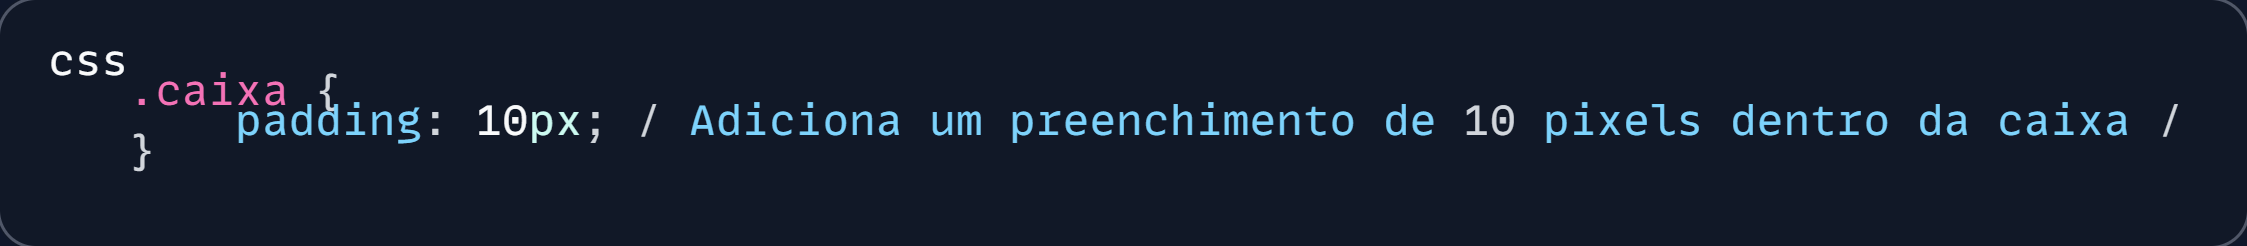 css
.caixa {
padding: 10px; / Adiciona um preenchimento de 10 pixels dentro da caixa /
}